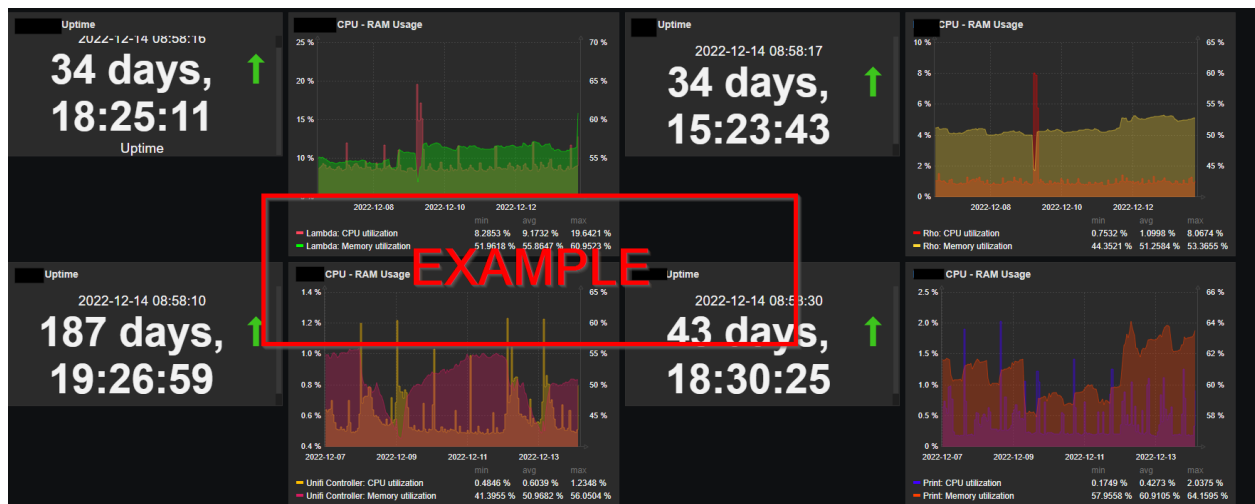 Uptime
2022-12-14 08:58:16
34 days,
18:25:11
Uptime
CPU - RAM Usage
25 %
20 %
15 %
10 %
70 %
65 %
60 %
55 %
2022-12-08 2022-12-10 2022-12-12
min avg max
Lambda: CPU utilization 8.2853 % 9.1732 % 19.6421 %
Lambda: Memory utilization 51.9618 % 55.8647 % 60.9523 %
Uptime
2022-12-14 08:58:17
34 days,
15:23:43
CPU - RAM Usage
10 %
8 %
6 %
4 %
2 %
0 %
65 %
60 %
55 %
50 %
45 %
2022-12-08 2022-12-10 2022-12-12
min avg max
Rho: CPU utilization 0.7532 % 1.0998 % 8.0674 %
Rho: Memory utilization 44.3521 % 51.2584 % 53.3655 %
EXAMPLE
Uptime
2022-12-14 08:58:10
187 days,
19:26:59
CPU - RAM Usage
1.4 %
1.2 %
1.0 %
0.8 %
0.6 %
0.4 %
65 %
60 %
55 %
50 %
45 %
2022-12-07 2022-12-09 2022-12-11 2022-12-13
min avg max
Unifi Controller: CPU utilization 0.4846 % 0.6039 % 1.2348 %
Unifi Controller: Memory utilization 41.3955 % 50.9682 % 56.0504 %
Uptime
2022-12-14 08:58:30
43 days,
18:30:25
CPU - RAM Usage
2.5 %
2.0 %
1.5 %
1.0 %
0.5 %
0 %
66 %
64 %
62 %
60 %
58 %
2022-12-07 2022-12-09 2022-12-11 2022-12-13
min avg max
Print: CPU utilization 0.1749 % 0.4273 % 2.0375 %
Print: Memory utilization 57.9558 % 60.9105 % 64.1595 %